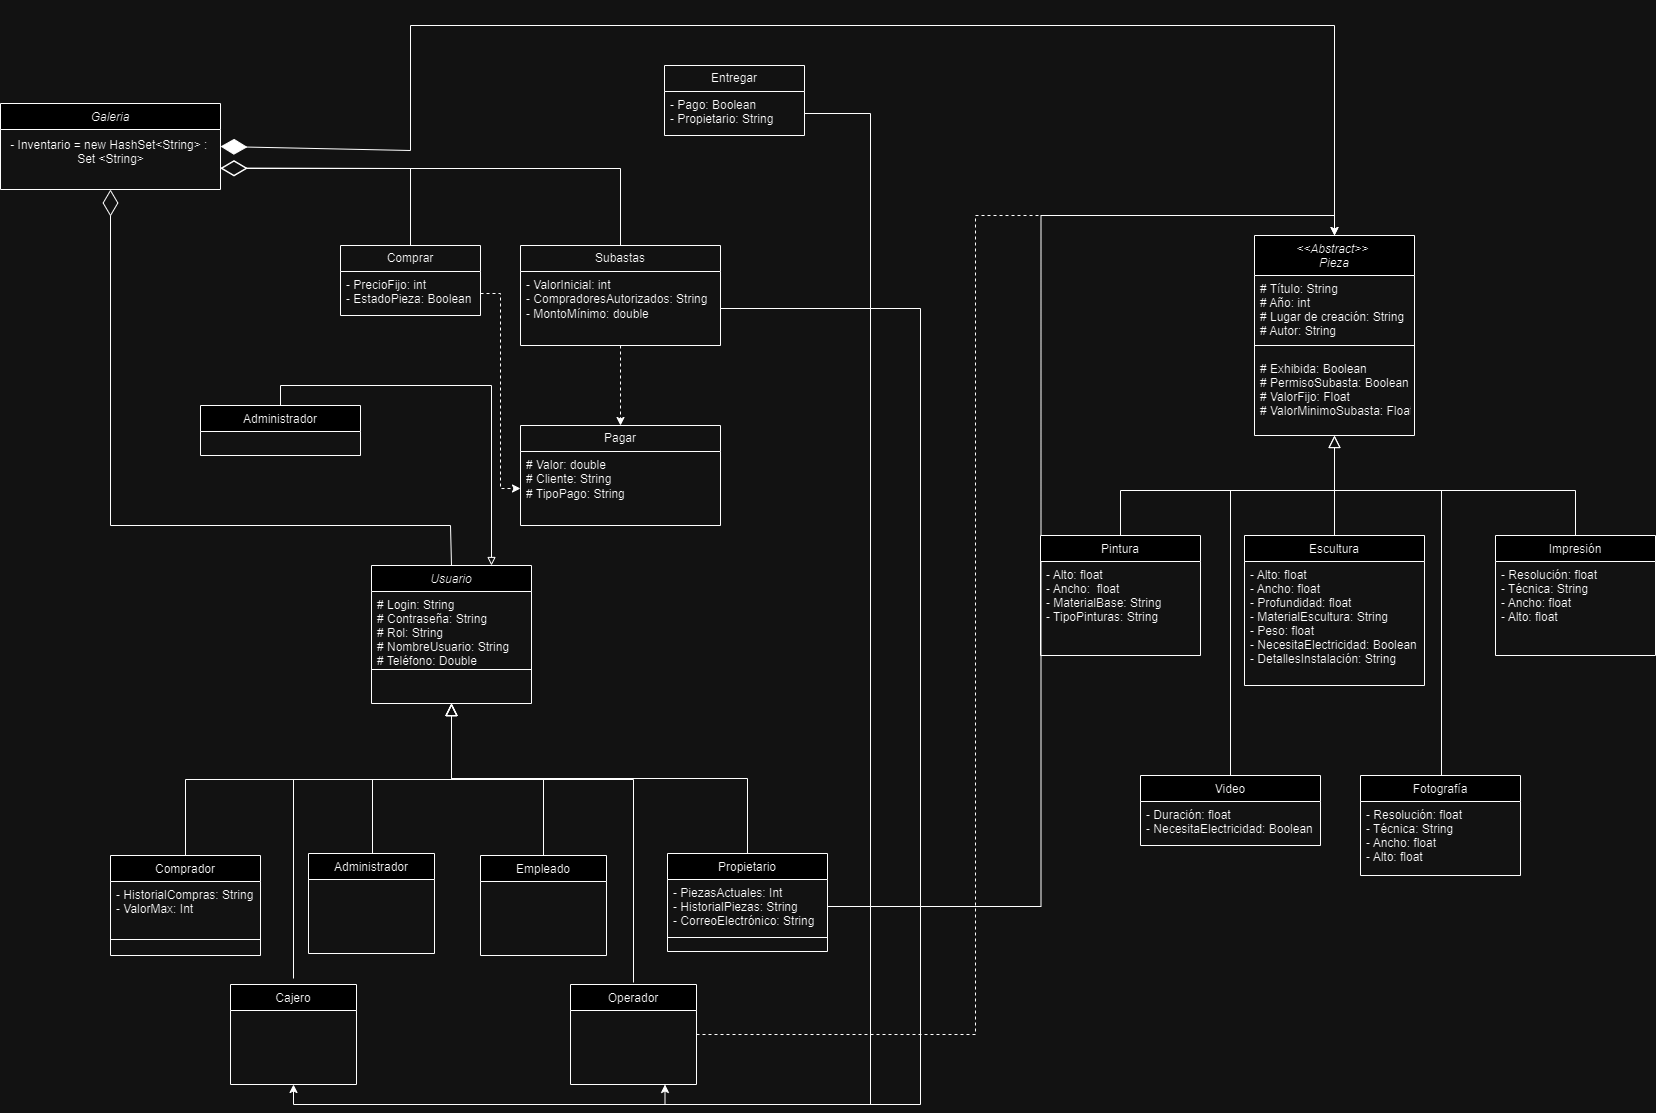 Entregar
- Pago: Boolean
- Propietario: String
Galeria
- Inventario = new HashSet<String> :
Set <String>
Comprar
- PrecioFijo: int
- EstadoPieza: Boolean
Subastas
- ValorInicial: int
- CompradoresAutorizados: String
- MontoMínimo: double
<<Abstract>>
Pieza
# Título: String
# Año: int
# Lugar de creación: String
# Autor: String
# Exhibida: Boolean
# PermisoSubasta: Boolean
# ValorFijo: Float
# ValorMinimoSubasta: Floa
Administrador
Pagar
# Valor: double
# Cliente: String
# TipoPago: String
Usuario
# Login: String
# Contraseña: String
# Rol: String
# NombreUsuario: String
# Teléfono: Double
Pintura
- Alto: float
- Ancho:  float
- MaterialBase: String
- TipoPinturas: String
Escultura
- Alto: float
- Ancho: float
- Profundidad: float
- MaterialEscultura: String
- Peso: float
- NecesitaElectricidad: Boolean
- DetallesInstalación: String
Impresión
- Resolución: float
- Técnica: String
- Ancho: float
- Alto: float
Video
- Duración: float
- NecesitaElectricidad: Boolean
Fotografía
- Resolución: float
- Técnica: String
- Ancho: float
- Alto: float
Comprador
- HistorialCompras: String
- ValorMax: Int
Administrador
Empleado
Propietario
- PiezasActuales: Int
- HistorialPiezas: String
- CorreoElectrónico: String
Cajero
Operador